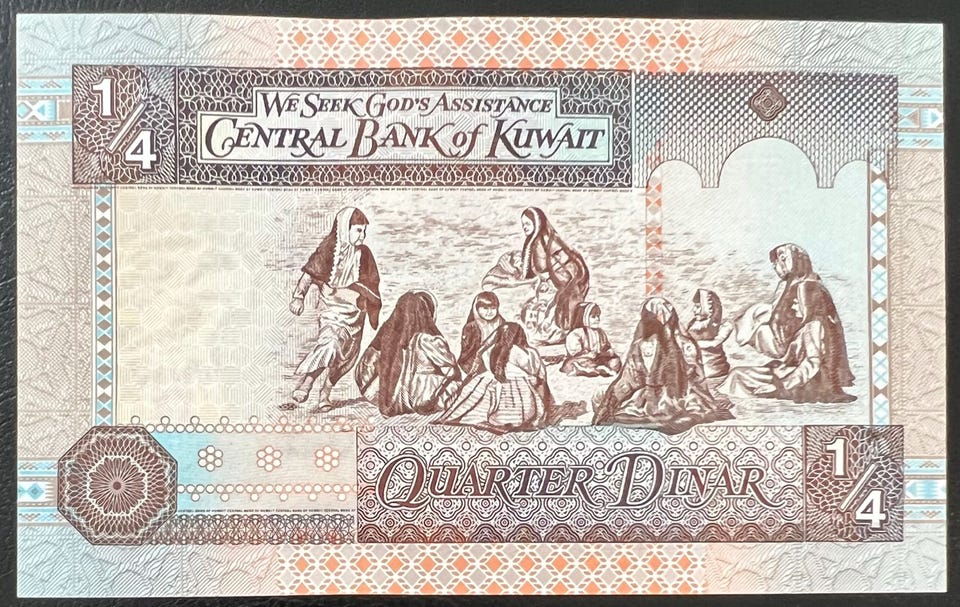 1/4
WE SEEK GOD'S ASSISTANCE
CENTRAL BANK of KUWAIT
QUARTER DINAR
1/4